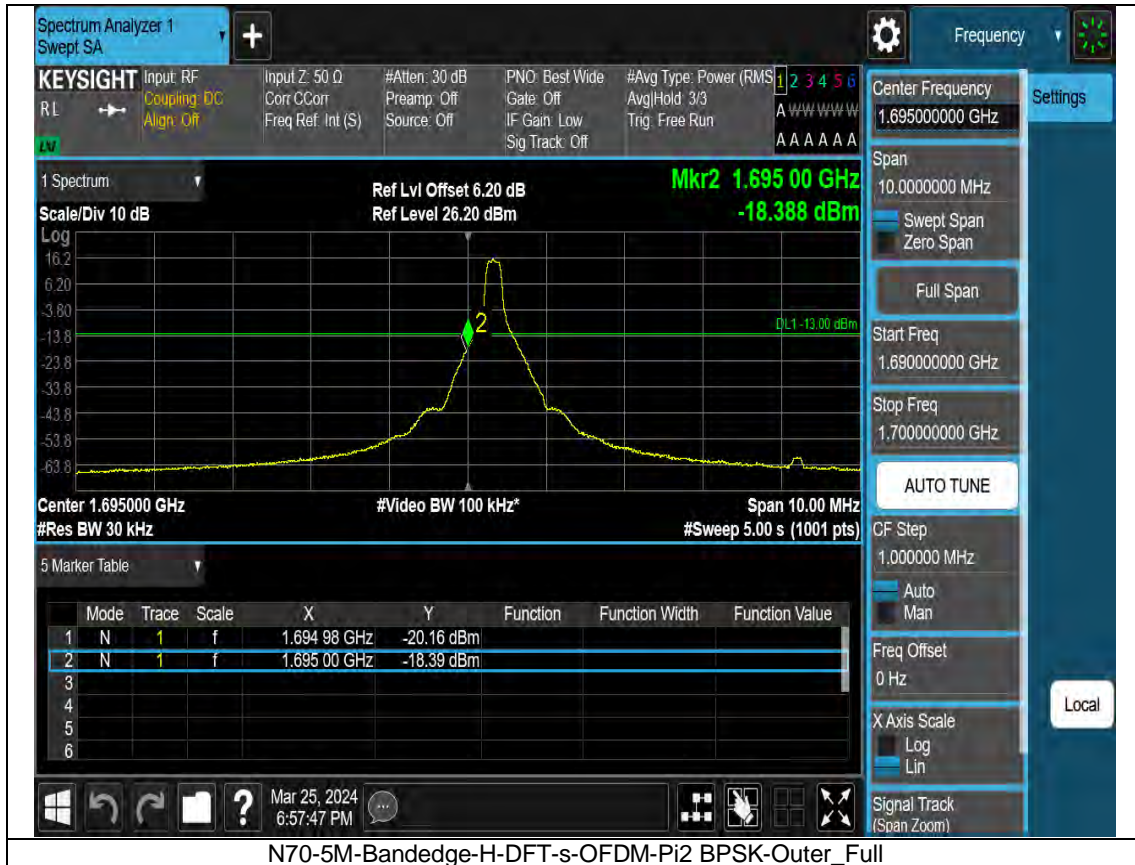 Spectrum Analyzer 1
Swept SA
Frequency
KEYSIGHT
RL
Input: RF
Coupling: DC
Align: Off
Input Z: 50 Ω
Corr CCorr
Freq Ref: Int (S)
#Atten: 30 dB
Preamp: Off
Source: Off
PNO: Best Wide
Gate: Off
IF Gain: Low
Sig Track: Off
#Avg Type: Power (RMS
Avg|Hold: 3/3
Trig: Free Run
1 2 3 4 5 6
A W W W W W
A A A A A A
1 Spectrum
Scale/Div 10 dB
Ref Lvl Offset 6.20 dB
Ref Level 26.20 dBm
Mkr2 1.695 00 GHz
-18.388 dBm
Log
16.2
6.20
-3.80
-13.8
-23.8
-33.8
-43.8
-53.8
-63.8
2
DL1 -13.00 dBm
Center 1.695000 GHz
#Video BW 100 kHz*
Span 10.00 MHz
#Res BW 30 kHz
#Sweep 5.00 s (1001 pts)
5 Marker Table
Mode Trace Scale X Y Function Function Width Function Value
1 N 1 f 1.694 98 GHz -20.16 dBm
2 N 1 f 1.695 00 GHz -18.39 dBm
3
4
5
6
Center Frequency
1.695000000 GHz
Settings
Span
10.0000000 MHz
Swept Span
Zero Span
Full Span
Start Freq
1.690000000 GHz
Stop Freq
1.700000000 GHz
AUTO TUNE
CF Step
1.000000 MHz
Auto
Man
Freq Offset
0 Hz
X Axis Scale
Log
Lin
Local
Signal Track
(Span Zoom)
?
Mar 25, 2024
6:57:47 PM
N70-5M-Bandedge-H-DFT-s-OFDM-Pi2 BPSK-Outer_Full